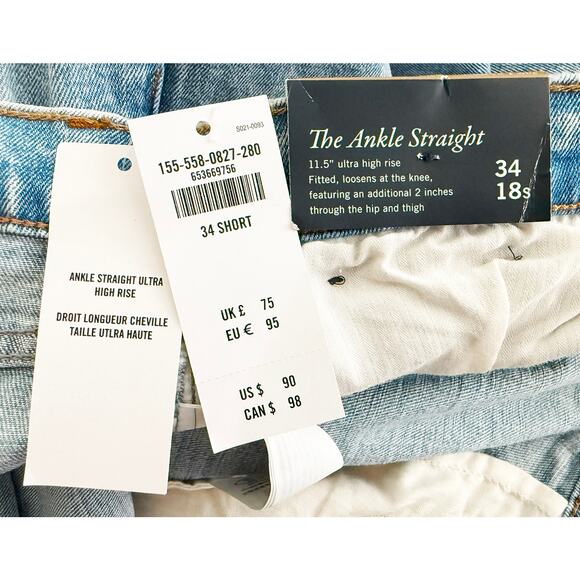 ANKLE STRAIGHT ULTRA
HIGH RISE
DROIT LONGUEUR CHEVILLE
TAILLE UTLRA HAUTE
S021-0093
155-558-0827-280
653669756
34 SHORT
UK £ 75
EU € 95
US $ 90
CAN $ 98
The Ankle Straight
11.5" ultra high rise
Fitted, loosens at the knee,
featuring an additional 2 inches
through the hip and thigh
34
18s